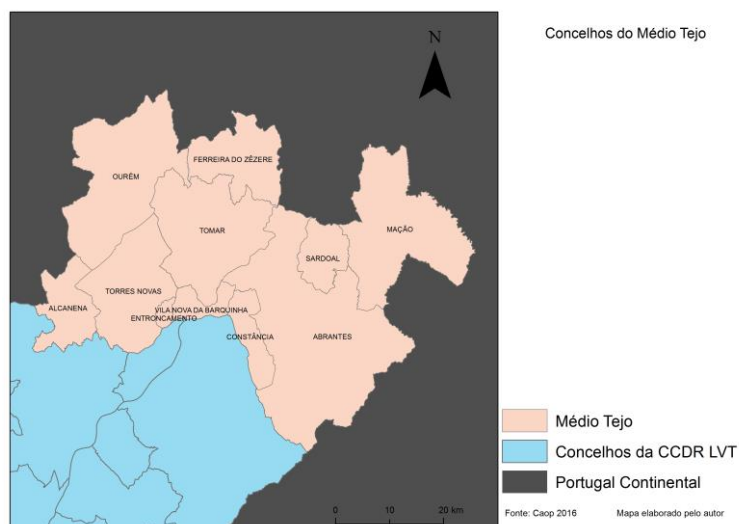 Concelhos do Médio Tejo
N
FERREIRA DO ZÊZERE
OURÉM
TOMAR
MAÇÃO
SARDOAL
TORRES NOVAS
ALCANENA
VILA NOVA DA BARQUINHA
ENTRONCAMENTO
CONSTÂNCIA
ABRANTES
Médio Tejo
Concelhos da CCDR LVT
Portugal Continental
0 10 20 km
Fonte: Caop 2016 Mapa elaborado pelo autor